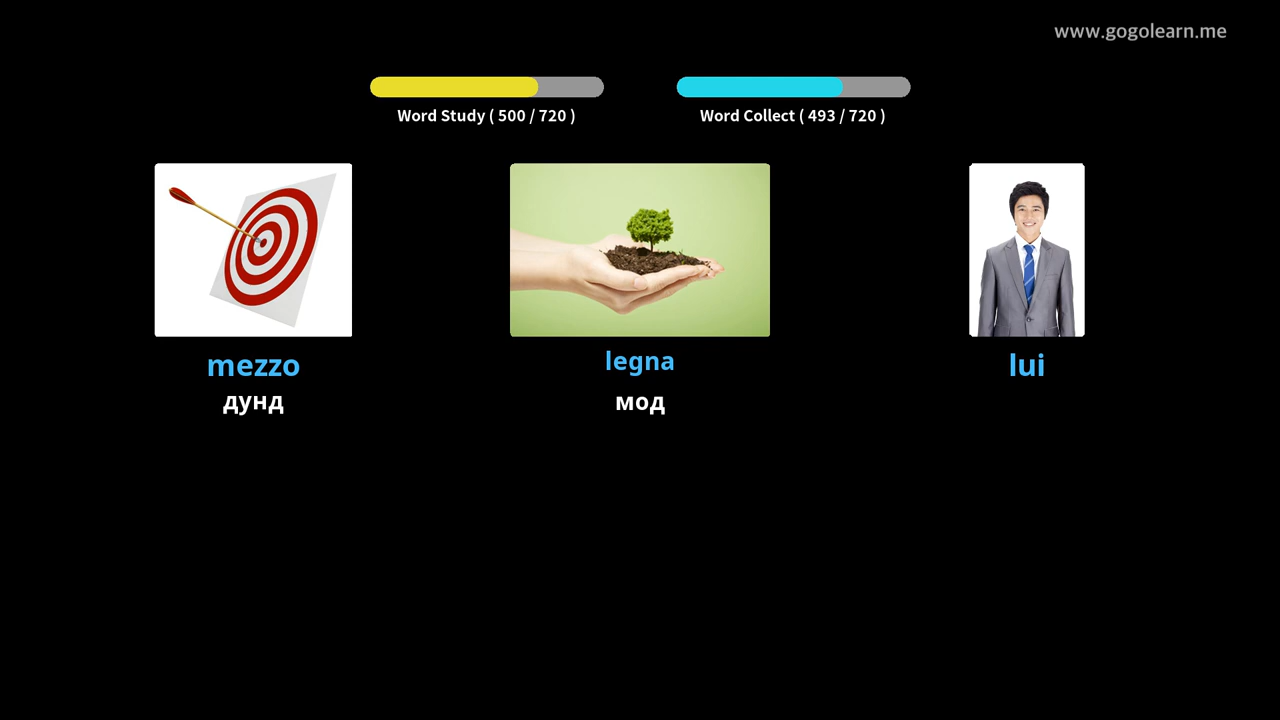 www.gogolearn.me
Word Study ( 500 / 720 )
Word Collect ( 493 / 720 )
mezzo
дунд
legna
мод
lui